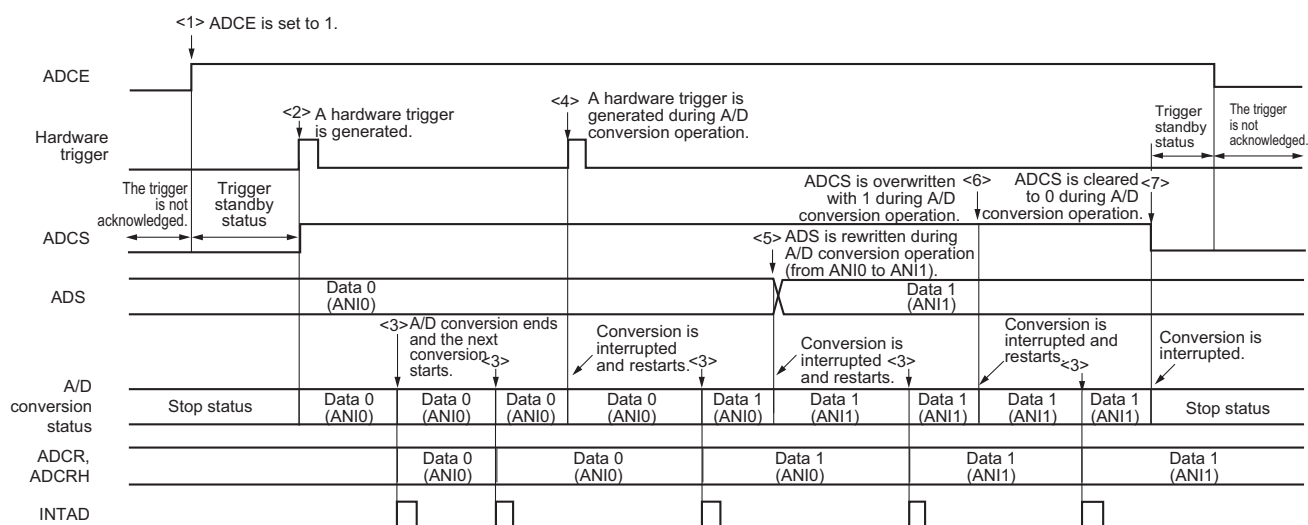 <1> ADCE is set to 1.
ADCE
<2> A hardware trigger
is generated.
<4> A hardware trigger is
generated during A/D
conversion operation.
Trigger
standby
status
The trigger
is not
acknowledged.
Hardware
trigger
The trigger
is not
acknowledged.
Trigger
standby
status
ADCS is overwritten <6>
with 1 during A/D
conversion operation.
ADCS is cleared <7>
to 0 during A/D
conversion operation.
ADCS
<5> ADS is rewritten during
A/D conversion operation
(from ANI0 to ANI1).
ADS
Data 0
(ANI0)
Data 1
(ANI1)
<3> A/D conversion ends
and the next
conversion
starts. <3>
Conversion is
interrupted
and restarts. <3>
Conversion is
interrupted <3>
and restarts.
Conversion is
interrupted and
restarts. <3>
Conversion is
interrupted.
A/D
conversion
status
Stop status
Data 0
(ANI0)
Data 0
(ANI0)
Data 0
(ANI0)
Data 0
(ANI0)
Data 1
(ANI0)
Data 1
(ANI1)
Data 1
(ANI1)
Data 1
(ANI1)
Data 1
(ANI1)
Stop status
ADCR,
ADCRH
Data 0
(ANI0)
Data 0
(ANI0)
Data 1
(ANI0)
Data 1
(ANI1)
Data 1
(ANI1)
INTAD